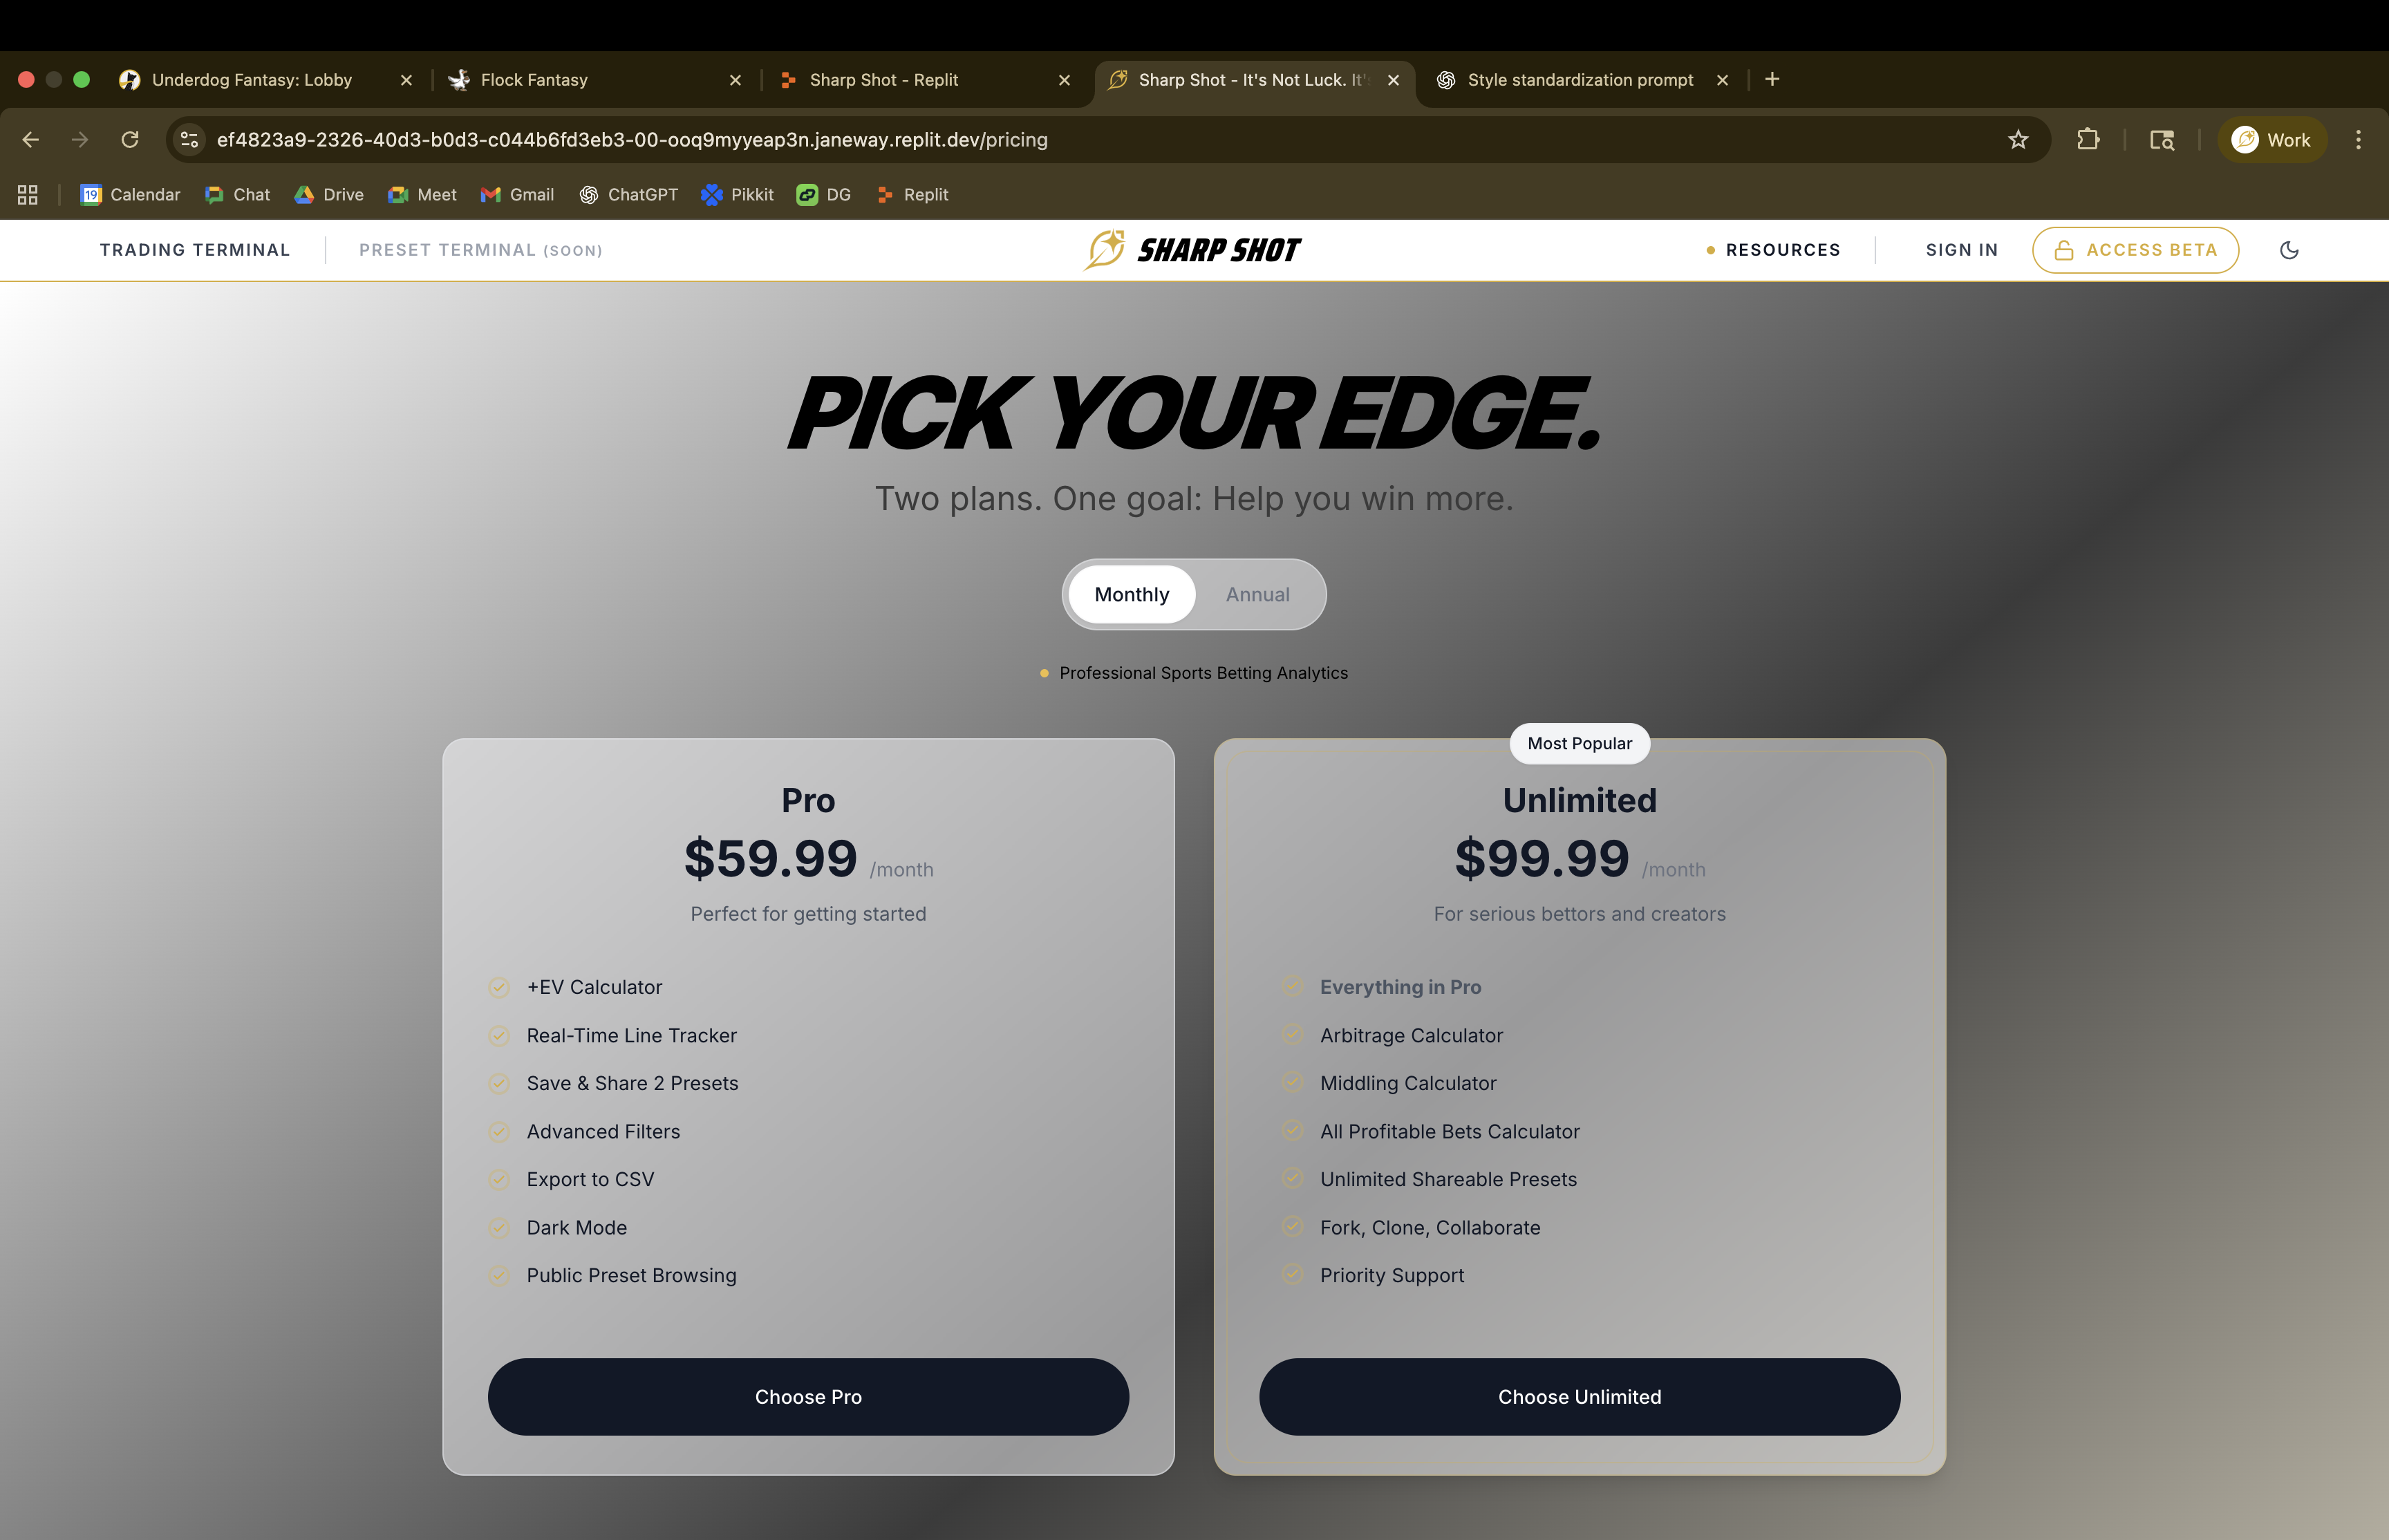 Underdog Fantasy: Lobby
Flock Fantasy
Sharp Shot - Replit
Sharp Shot - It's Not Luck. It's
Style standardization prompt
ef4823a9-2326-40d3-b0d3-c044b6fd3eb3-00-ooq9myyeap3n.janeway.replit.dev/pricing
Work
19 Calendar
Chat
Drive
Meet
Gmail
ChatGPT
Pikkit
DG
Replit
TRADING TERMINAL
PRESET TERMINAL (SOON)
SHARP SHOT
RESOURCES
SIGN IN
ACCESS BETA
PICK YOUR EDGE.
Two plans. One goal: Help you win more.
Monthly
Annual
Professional Sports Betting Analytics
Pro
$59.99 /month
Perfect for getting started
+EV Calculator
Real-Time Line Tracker
Save & Share 2 Presets
Advanced Filters
Export to CSV
Dark Mode
Public Preset Browsing
Choose Pro
Most Popular
Unlimited
$99.99 /month
For serious bettors and creators
Everything in Pro
Arbitrage Calculator
Middling Calculator
All Profitable Bets Calculator
Unlimited Shareable Presets
Fork, Clone, Collaborate
Priority Support
Choose Unlimited